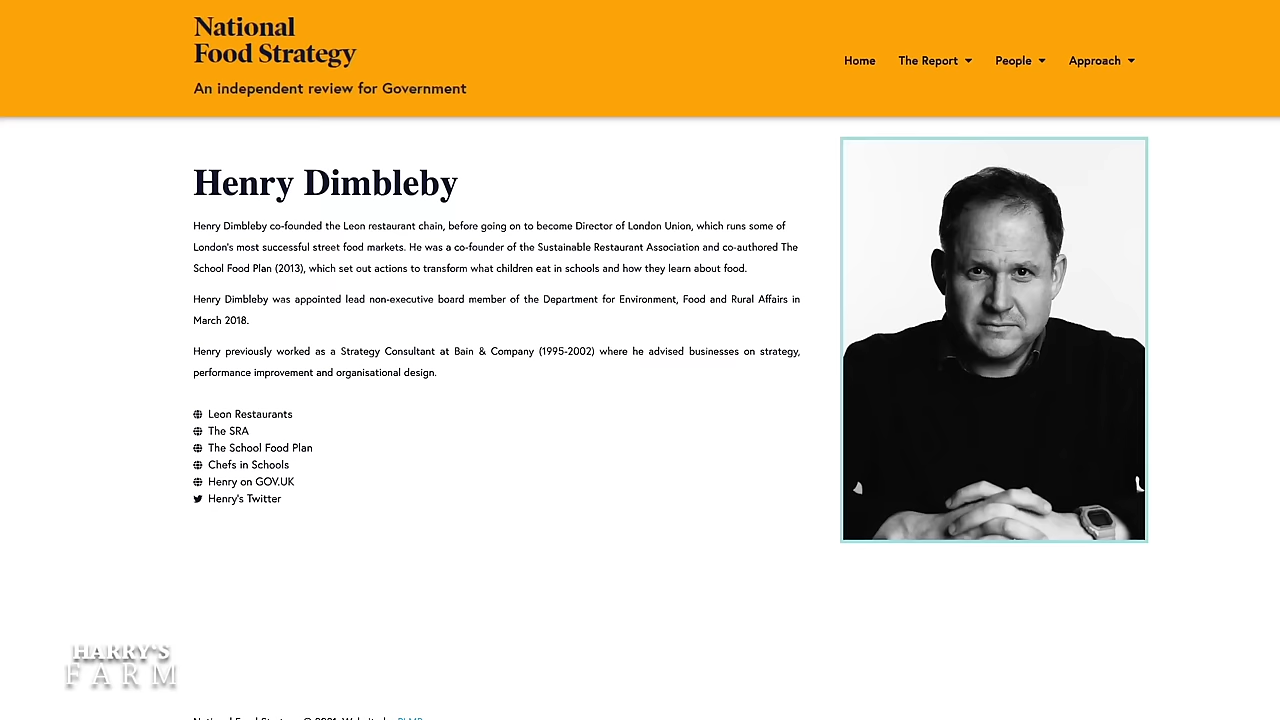 National
Food Strategy
An independent review for Government
Home
The Report
People
Approach
Henry Dimbleby
Henry Dimbleby co-founded the Leon restaurant chain, before going on to become Director of London Union, which runs some of
London's most successful street food markets. He was a co-founder of the Sustainable Restaurant Association and co-authored The
School Food Plan (2013), which set out actions to transform what children eat in schools and how they learn about food.
Henry Dimbleby was appointed lead non-executive board member of the Department for Environment, Food and Rural Affairs in
March 2018.
Henry previously worked as a Strategy Consultant at Bain & Company (1995-2002) where he advised businesses on strategy,
performance improvement and organisational design.
Leon Restaurants
The SRA
The School Food Plan
Chefs in Schools
Henry on GOV.UK
Henry's Twitter
HARRY'S
FARM
National Food Strategy © 2021. Website by